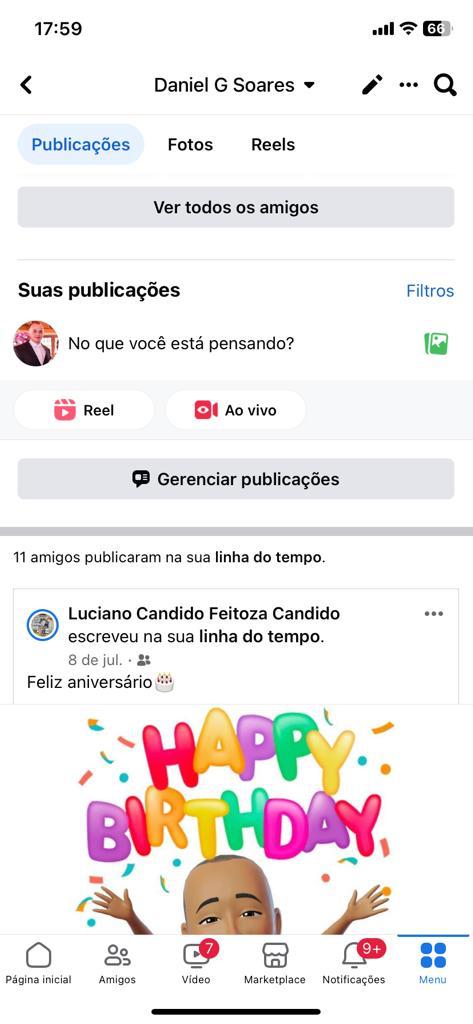 17:59
66
Daniel G Soares
Publicações Fotos Reels
Ver todos os amigos
Suas publicações Filtros
No que você está pensando?
Reel Ao vivo
Gerenciar publicações
11 amigos publicaram na sua linha do tempo.
Luciano Candido Feitoza Candido
escreveu na sua linha do tempo.
8 de jul. ·
Feliz aniversário🎂
HAPPY
BIRTHDAY
7 9+
Página inicial Amigos Vídeo Marketplace Notificações Menu